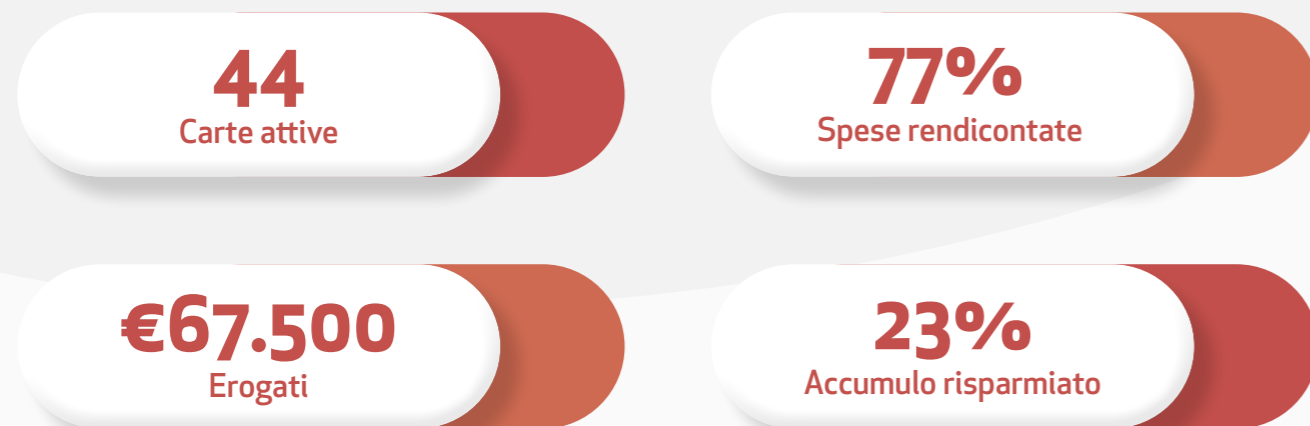 44
Carte attive
77%
Spese rendicontate
€67.500
Erogati
23%
Accumulo risparmiato